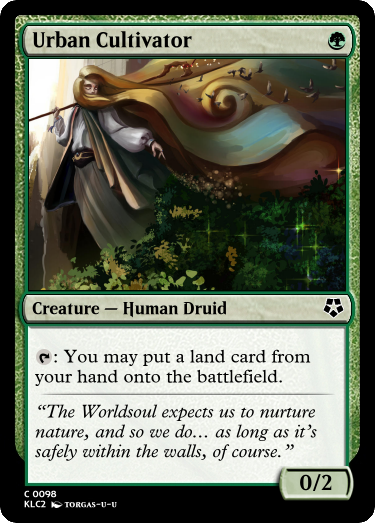 Urban Cultivator
Creature — Human Druid
: You may put a land card from
your hand onto the battlefield.
“The Worldsoul expects us to nurture
nature, and so we do… as long as it’s
safely within the walls, of course.”
0/2
C 0098
KLC2 TORGAS-U-U